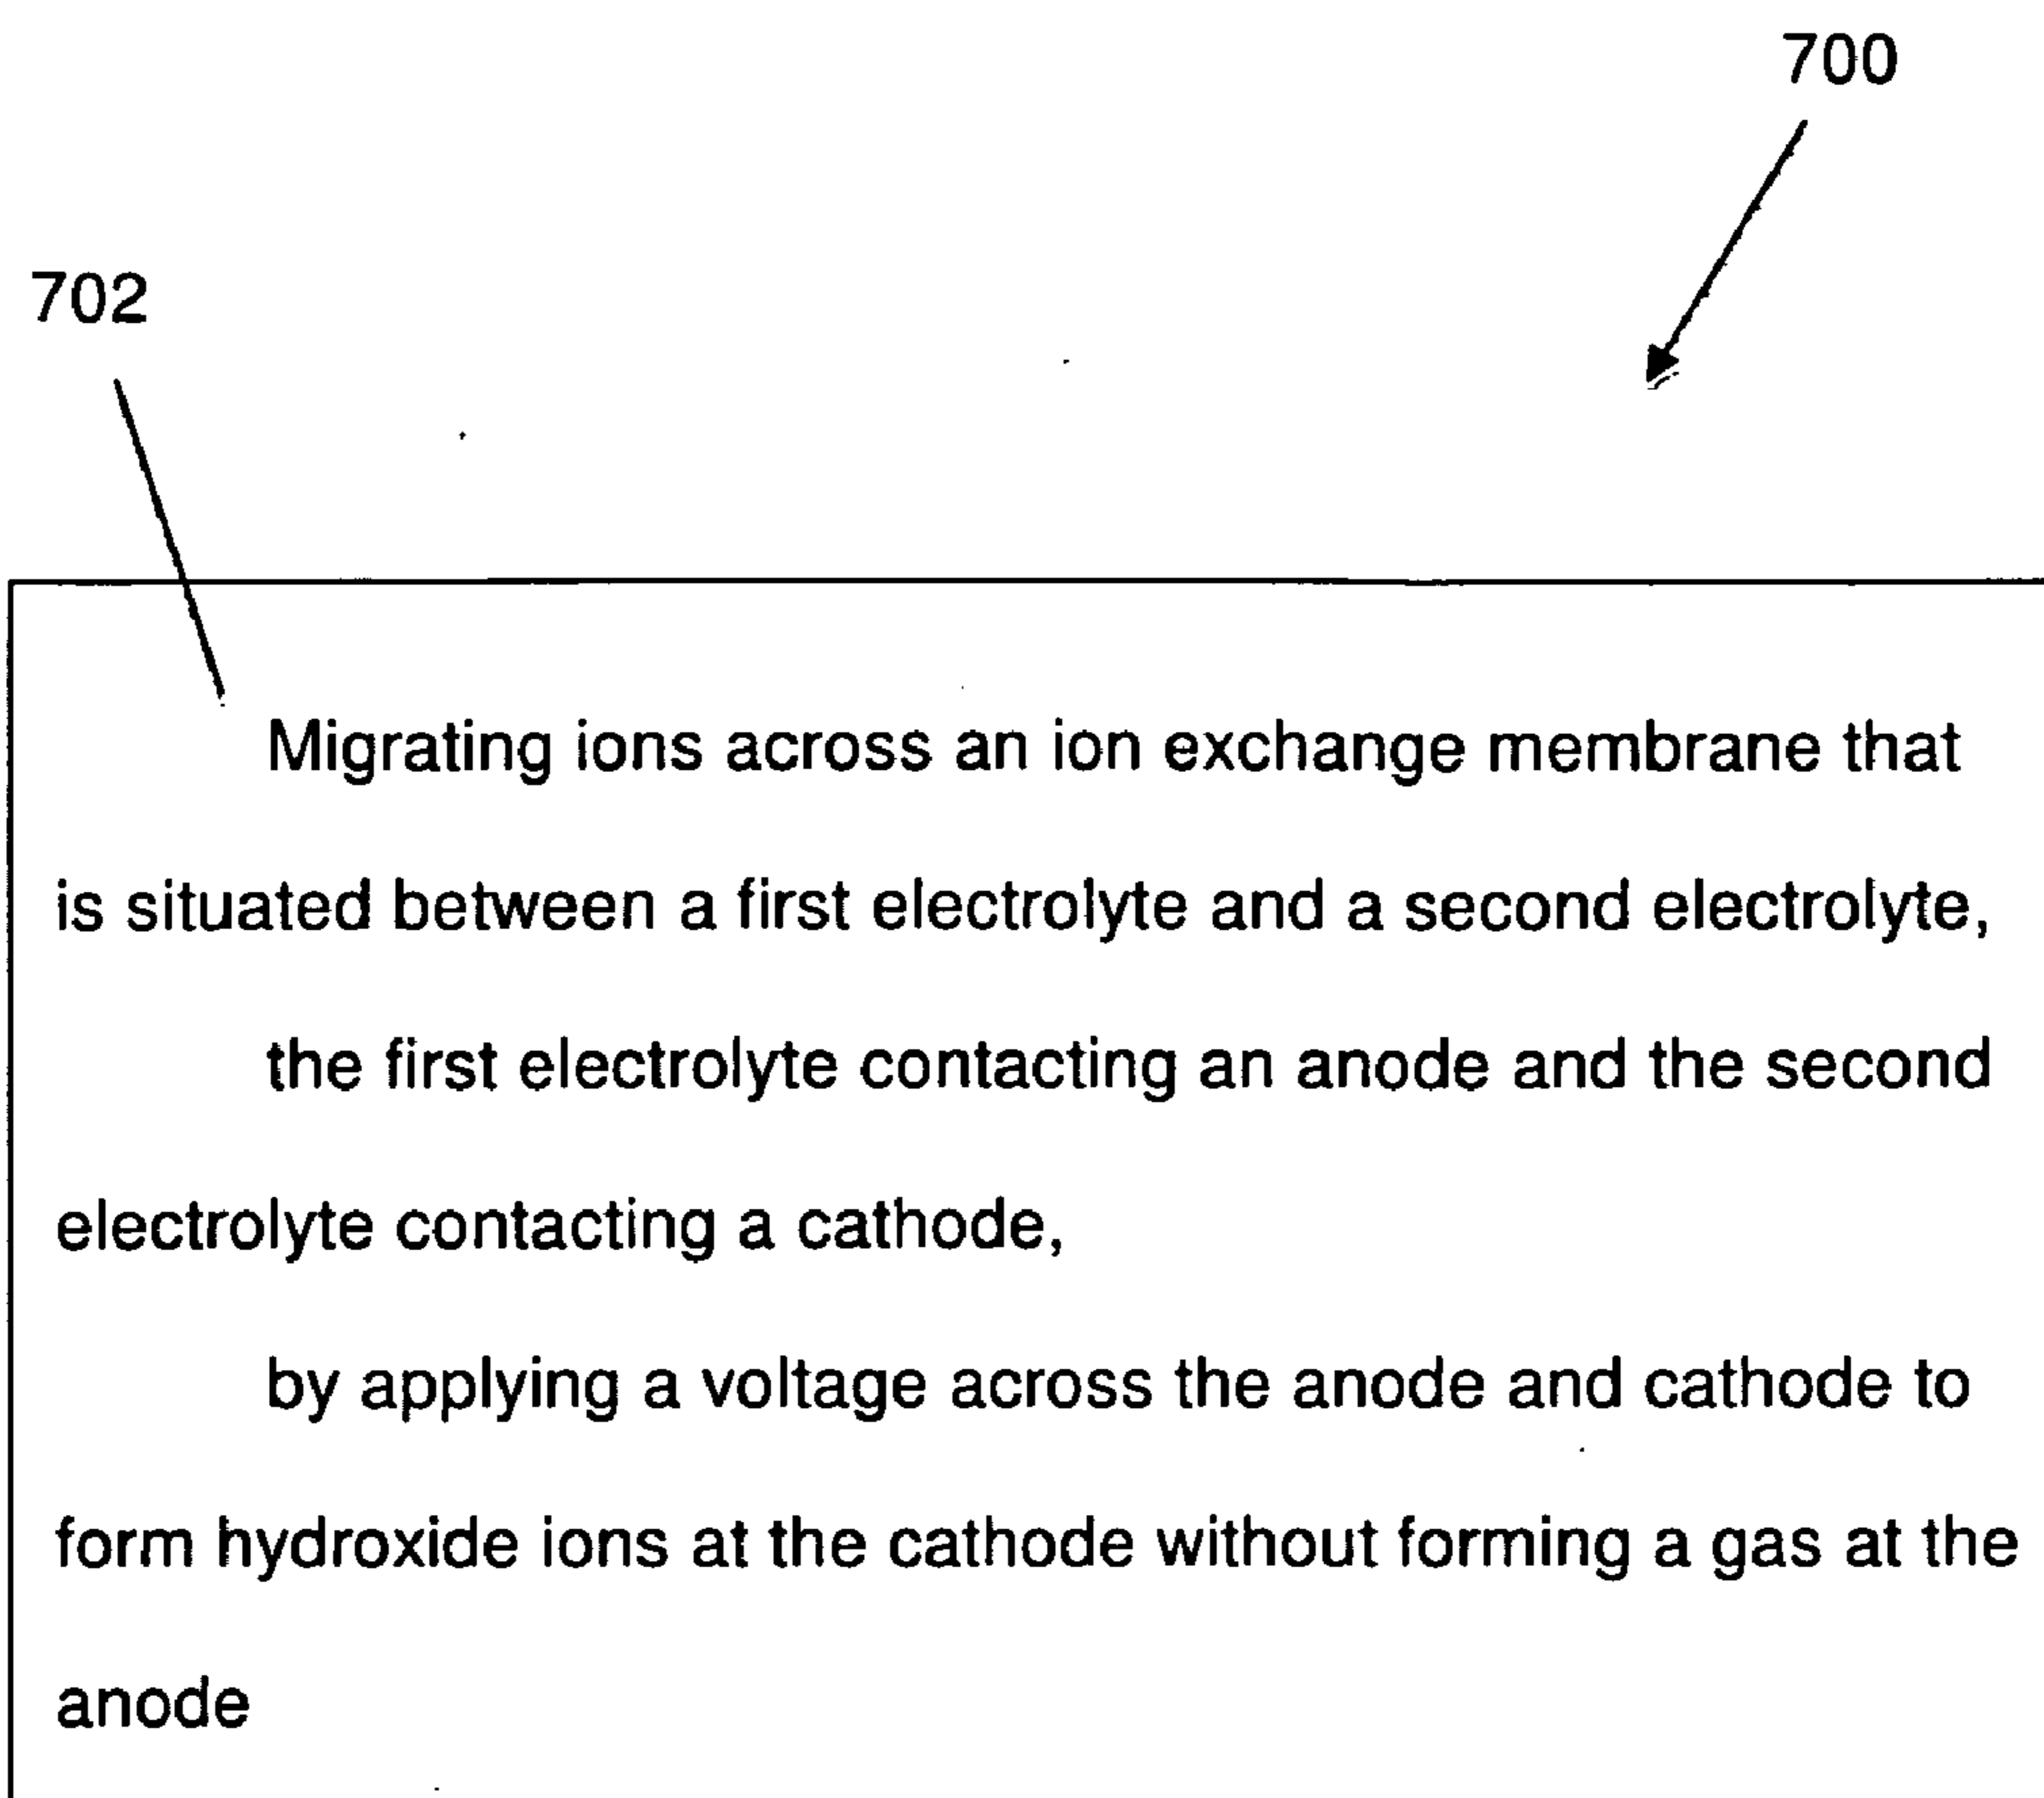 700
702
Migrating ions across an ion exchange membrane that
is situated between a first electrolyte and a second electrolyte,
the first electrolyte contacting an anode and the second
electrolyte contacting a cathode,
by applying a voltage across the anode and cathode to
form hydroxide ions at the cathode without forming a gas at the
anode